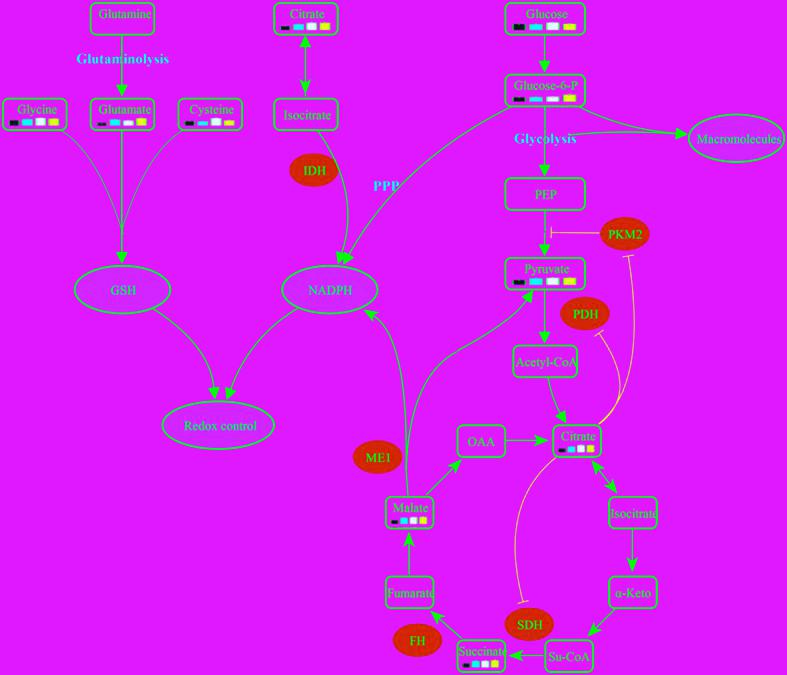 Glutamine
Citrate
Glucose
Glutaminolysis
Glucose-6-P
Glycine
Glutamate
Cysteine
Isocitrate
Glycolysis
Macromolecules
IDH
PPP
PEP
PKM2
Pyruvate
GSH
NADPH
PDH
Acetyl-CoA
Redox control
OAA
Citrate
ME1
Malate
Isocitrate
Fumarate
α-Keto
SDH
FH
Succinate
Su-CoA